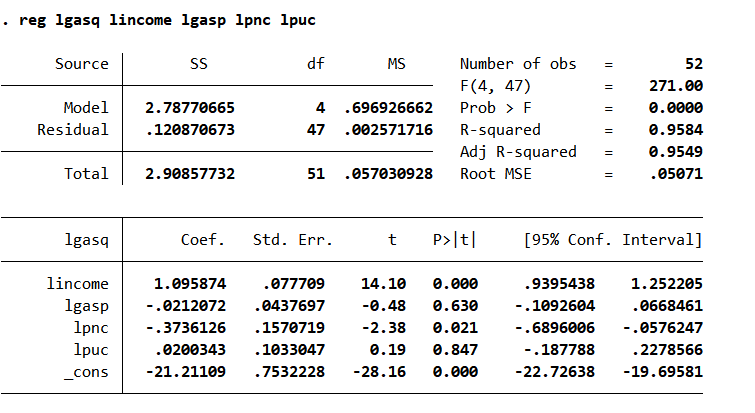 . reg lgasq lincome lgasp lpnc lpuc
Source SS df MS Number of obs = 52
F(4, 47) = 271.00
Model 2.78770665 4 .696926662 Prob > F = 0.0000
Residual .120870673 47 .002571716 R-squared = 0.9584
Adj R-squared = 0.9549
Total 2.90857732 51 .057030928 Root MSE = .05071
lgasq Coef. Std. Err. t P>|t| [95% Conf. Interval]
lincome 1.095874 .077709 14.10 0.000 .9395438 1.252205
lgasp -.0212072 .0437697 -0.48 0.630 -.1092604 .0668461
lpnc -.3736126 .1570719 -2.38 0.021 -.6896006 -.0576247
lpuc .0200343 .1033047 0.19 0.847 -.187788 .2278566
_cons -21.21109 .7532228 -28.16 0.000 -22.72638 -19.69581